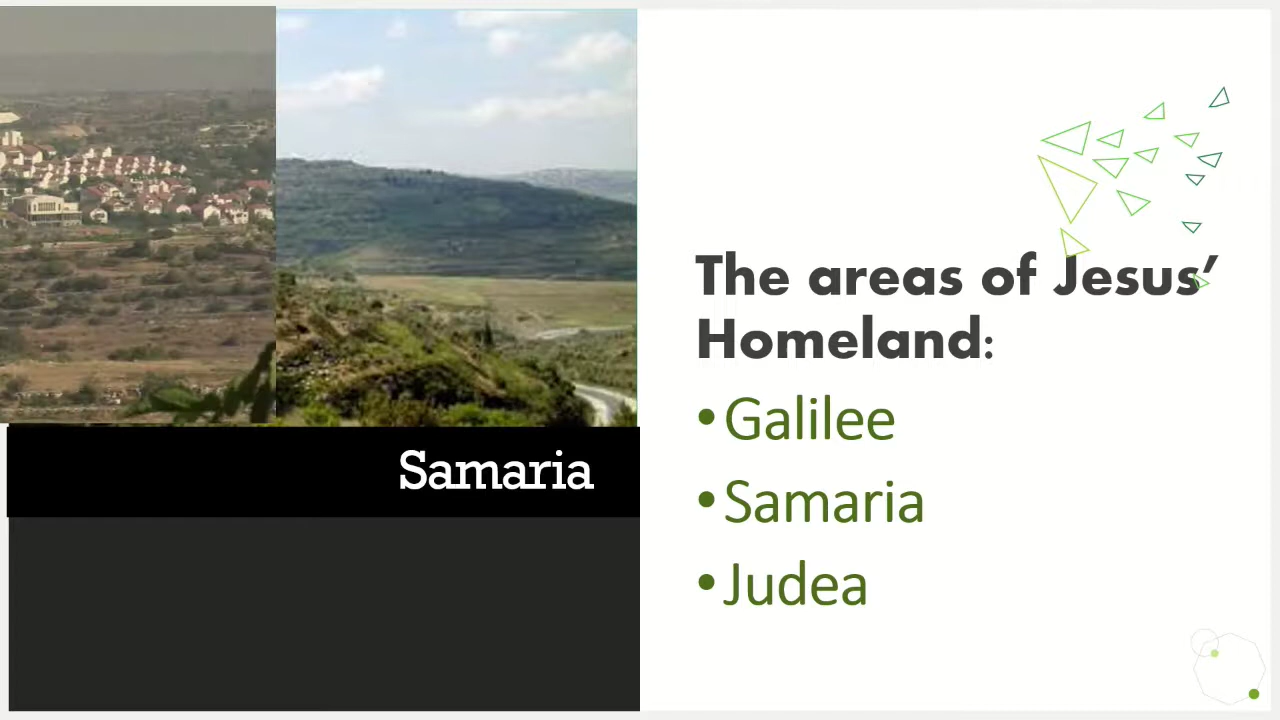 Samaria
The areas of Jesus’
Homeland:
•Galilee
•Samaria
•Judea